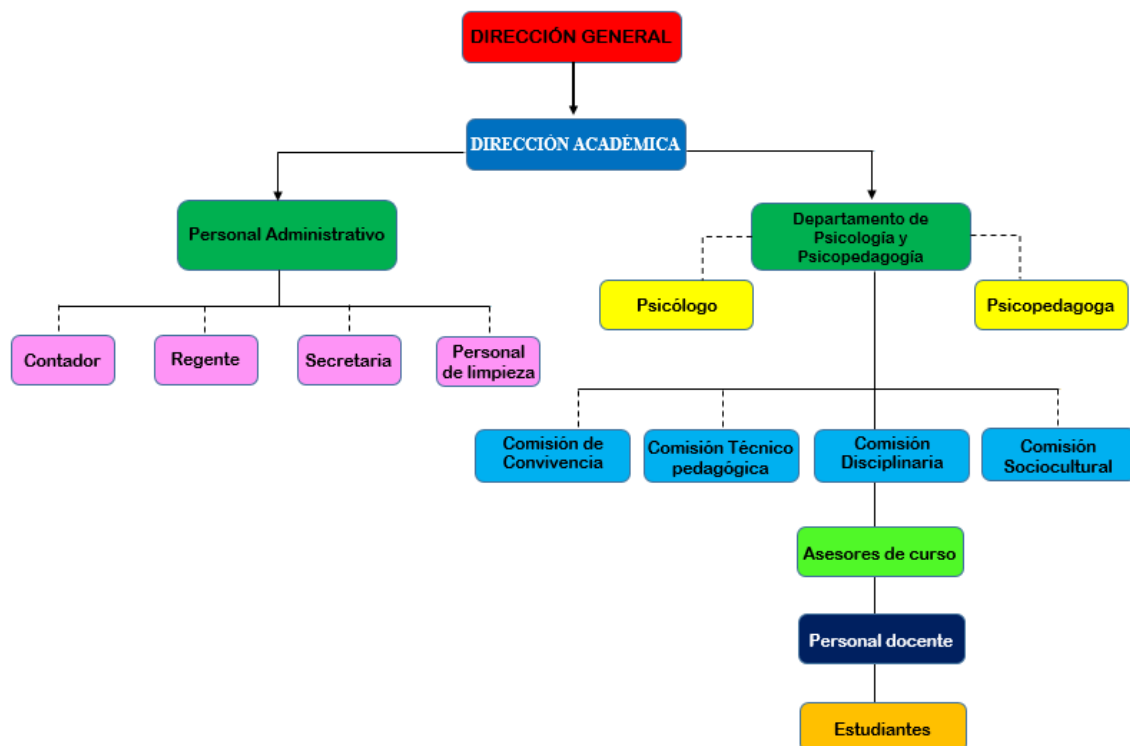 DIRECCIÓN GENERAL
DIRECCIÓN ACADÉMICA
Personal Administrativo
Departamento de
Psicología y
Psicopedagogía
Psicólogo
Psicopedagoga
Contador
Regente
Secretaria
Personal
de limpieza
Comisión de
Convivencia
Comisión Técnico
pedagógica
Comisión
Disciplinaria
Comisión
Sociocultural
Asesores de curso
Personal docente
Estudiantes